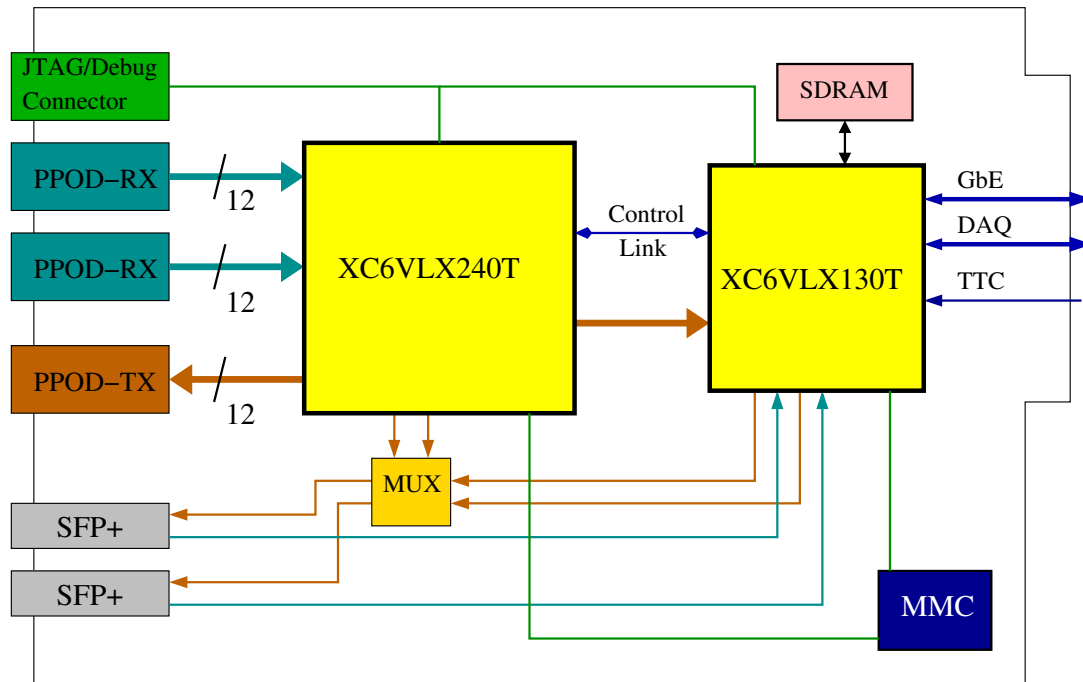 JTAG/Debug
Connector
SDRAM
PPOD−RX
12
GbE
Control
Link
DAQ
PPOD−RX
12
XC6VLX240T
XC6VLX130T
TTC
PPOD−TX
12
MUX
SFP+
SFP+
MMC